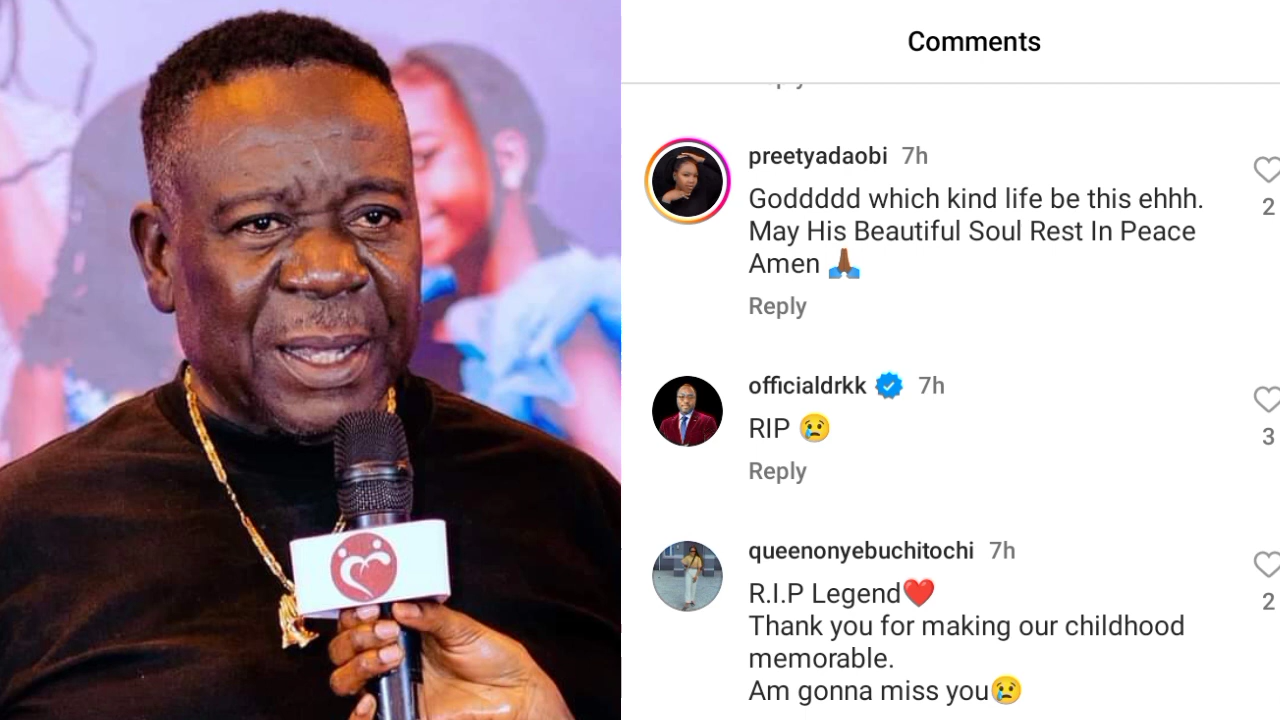 Comments
preetyadaobi 7h
Goddddd which kind life be this ehhh.
May His Beautiful Soul Rest In Peace
Amen 🙏🏾
2
Reply
officialdrkk 7h
RIP 😢
3
Reply
queenonyebuchitochi 7h
R.I.P Legend❤️
2
Thank you for making our childhood
memorable.
Am gonna miss you😢